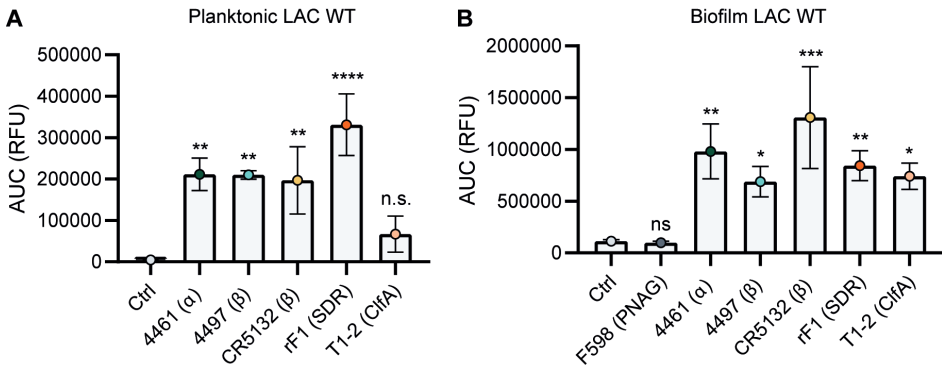 A
Planktonic LAC WT
AUC (RFU)
500000
400000
300000
200000
100000
0
**
**
**
****
n.s.
Ctrl
4461 (α)
4497 (β)
CR5132 (β)
rF1 (SDR)
T1-2 (ClfA)
B
Biofilm LAC WT
AUC (RFU)
2000000
1500000
1000000
500000
0
ns
**
*
***
**
*
Ctrl
F598 (PNAG)
4461 (α)
4497 (β)
CR5132 (β)
rF1 (SDR)
T1-2 (ClfA)